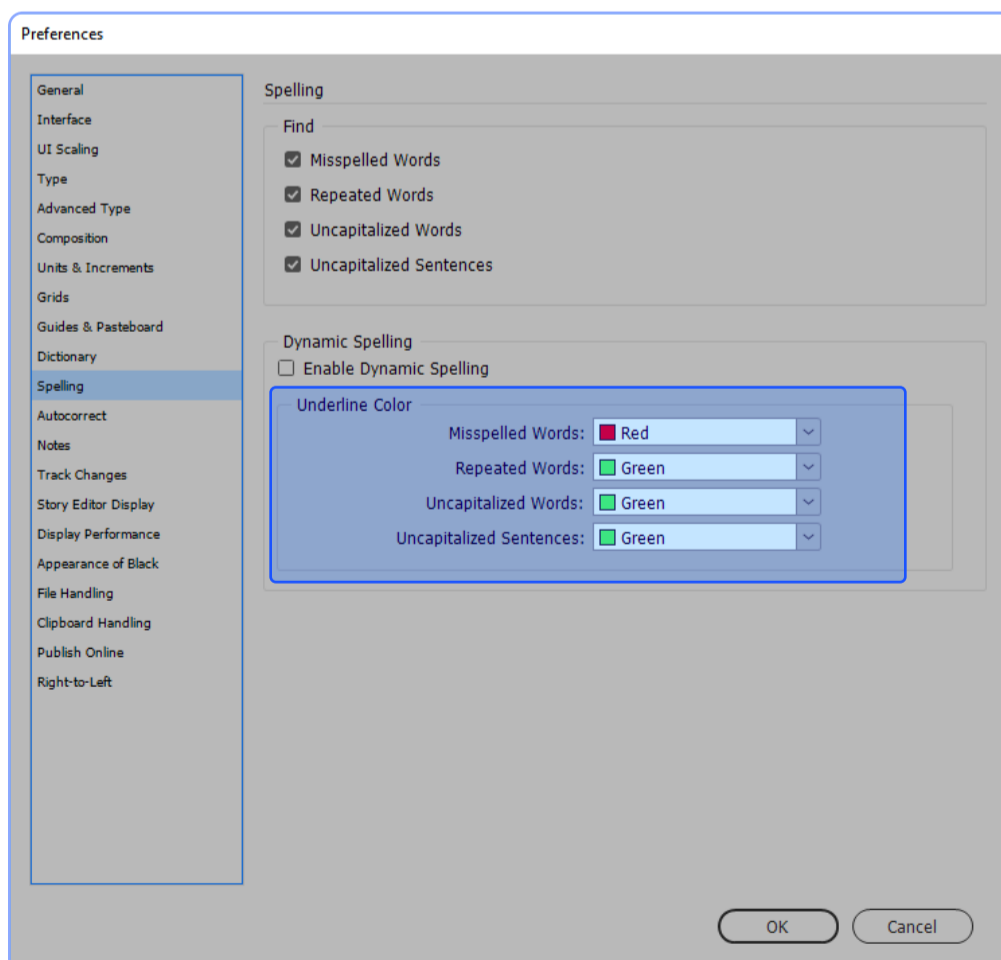 Preferences
General
Interface
UI Scaling
Type
Advanced Type
Composition
Units & Increments
Grids
Guides & Pasteboard
Dictionary
Spelling
Autocorrect
Notes
Track Changes
Story Editor Display
Display Performance
Appearance of Black
File Handling
Clipboard Handling
Publish Online
Right-to-Left
Spelling
Find
Misspelled Words
Repeated Words
Uncapitalized Words
Uncapitalized Sentences
Dynamic Spelling
Enable Dynamic Spelling
Underline Color
Misspelled Words: Red
Repeated Words: Green
Uncapitalized Words: Green
Uncapitalized Sentences: Green
OK Cancel